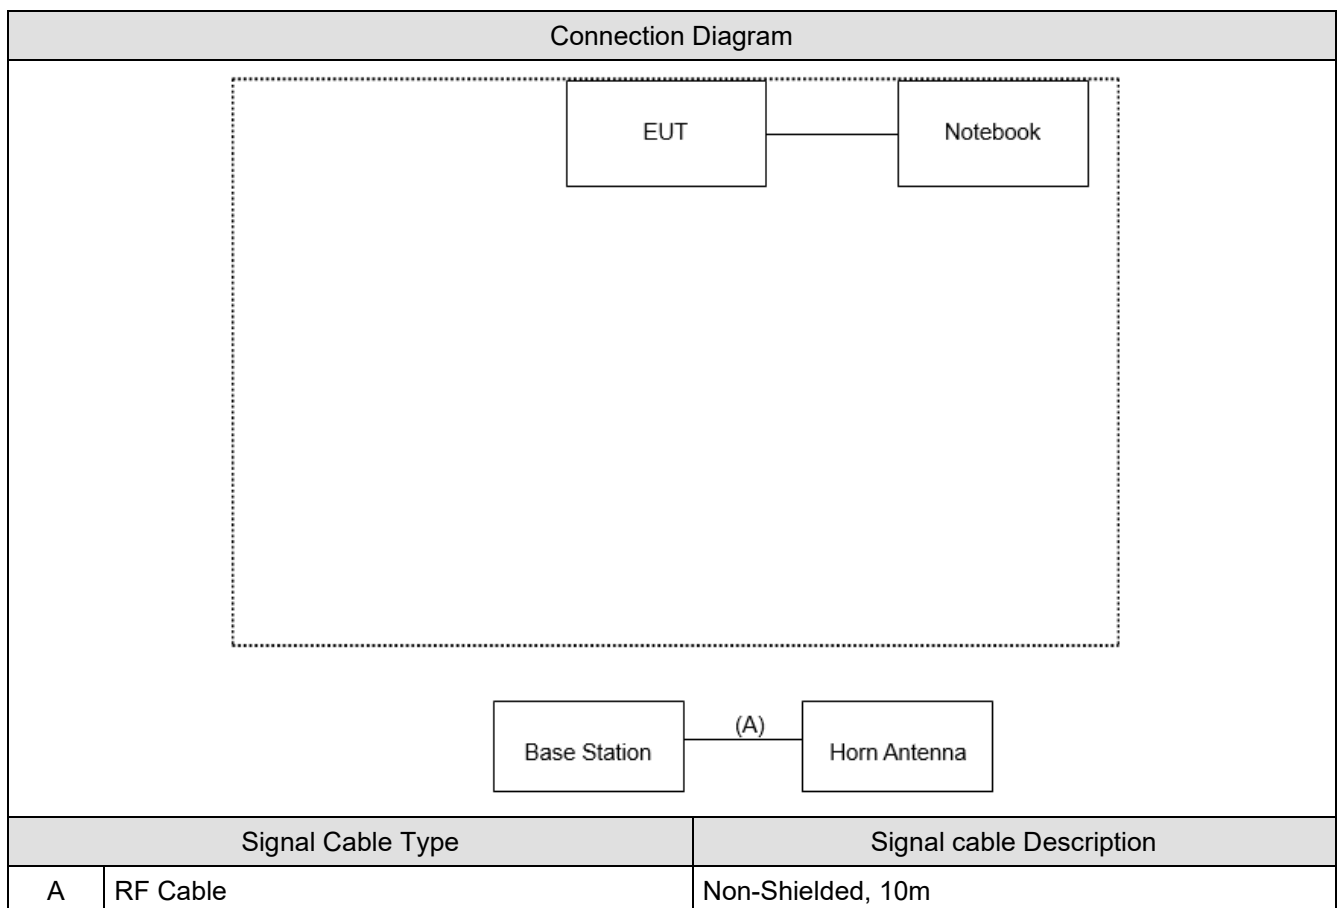 Connection Diagram
EUT
Notebook
(A)
Base Station
Horn Antenna
Signal Cable Type
Signal cable Description
A
RF Cable
Non-Shielded, 10m